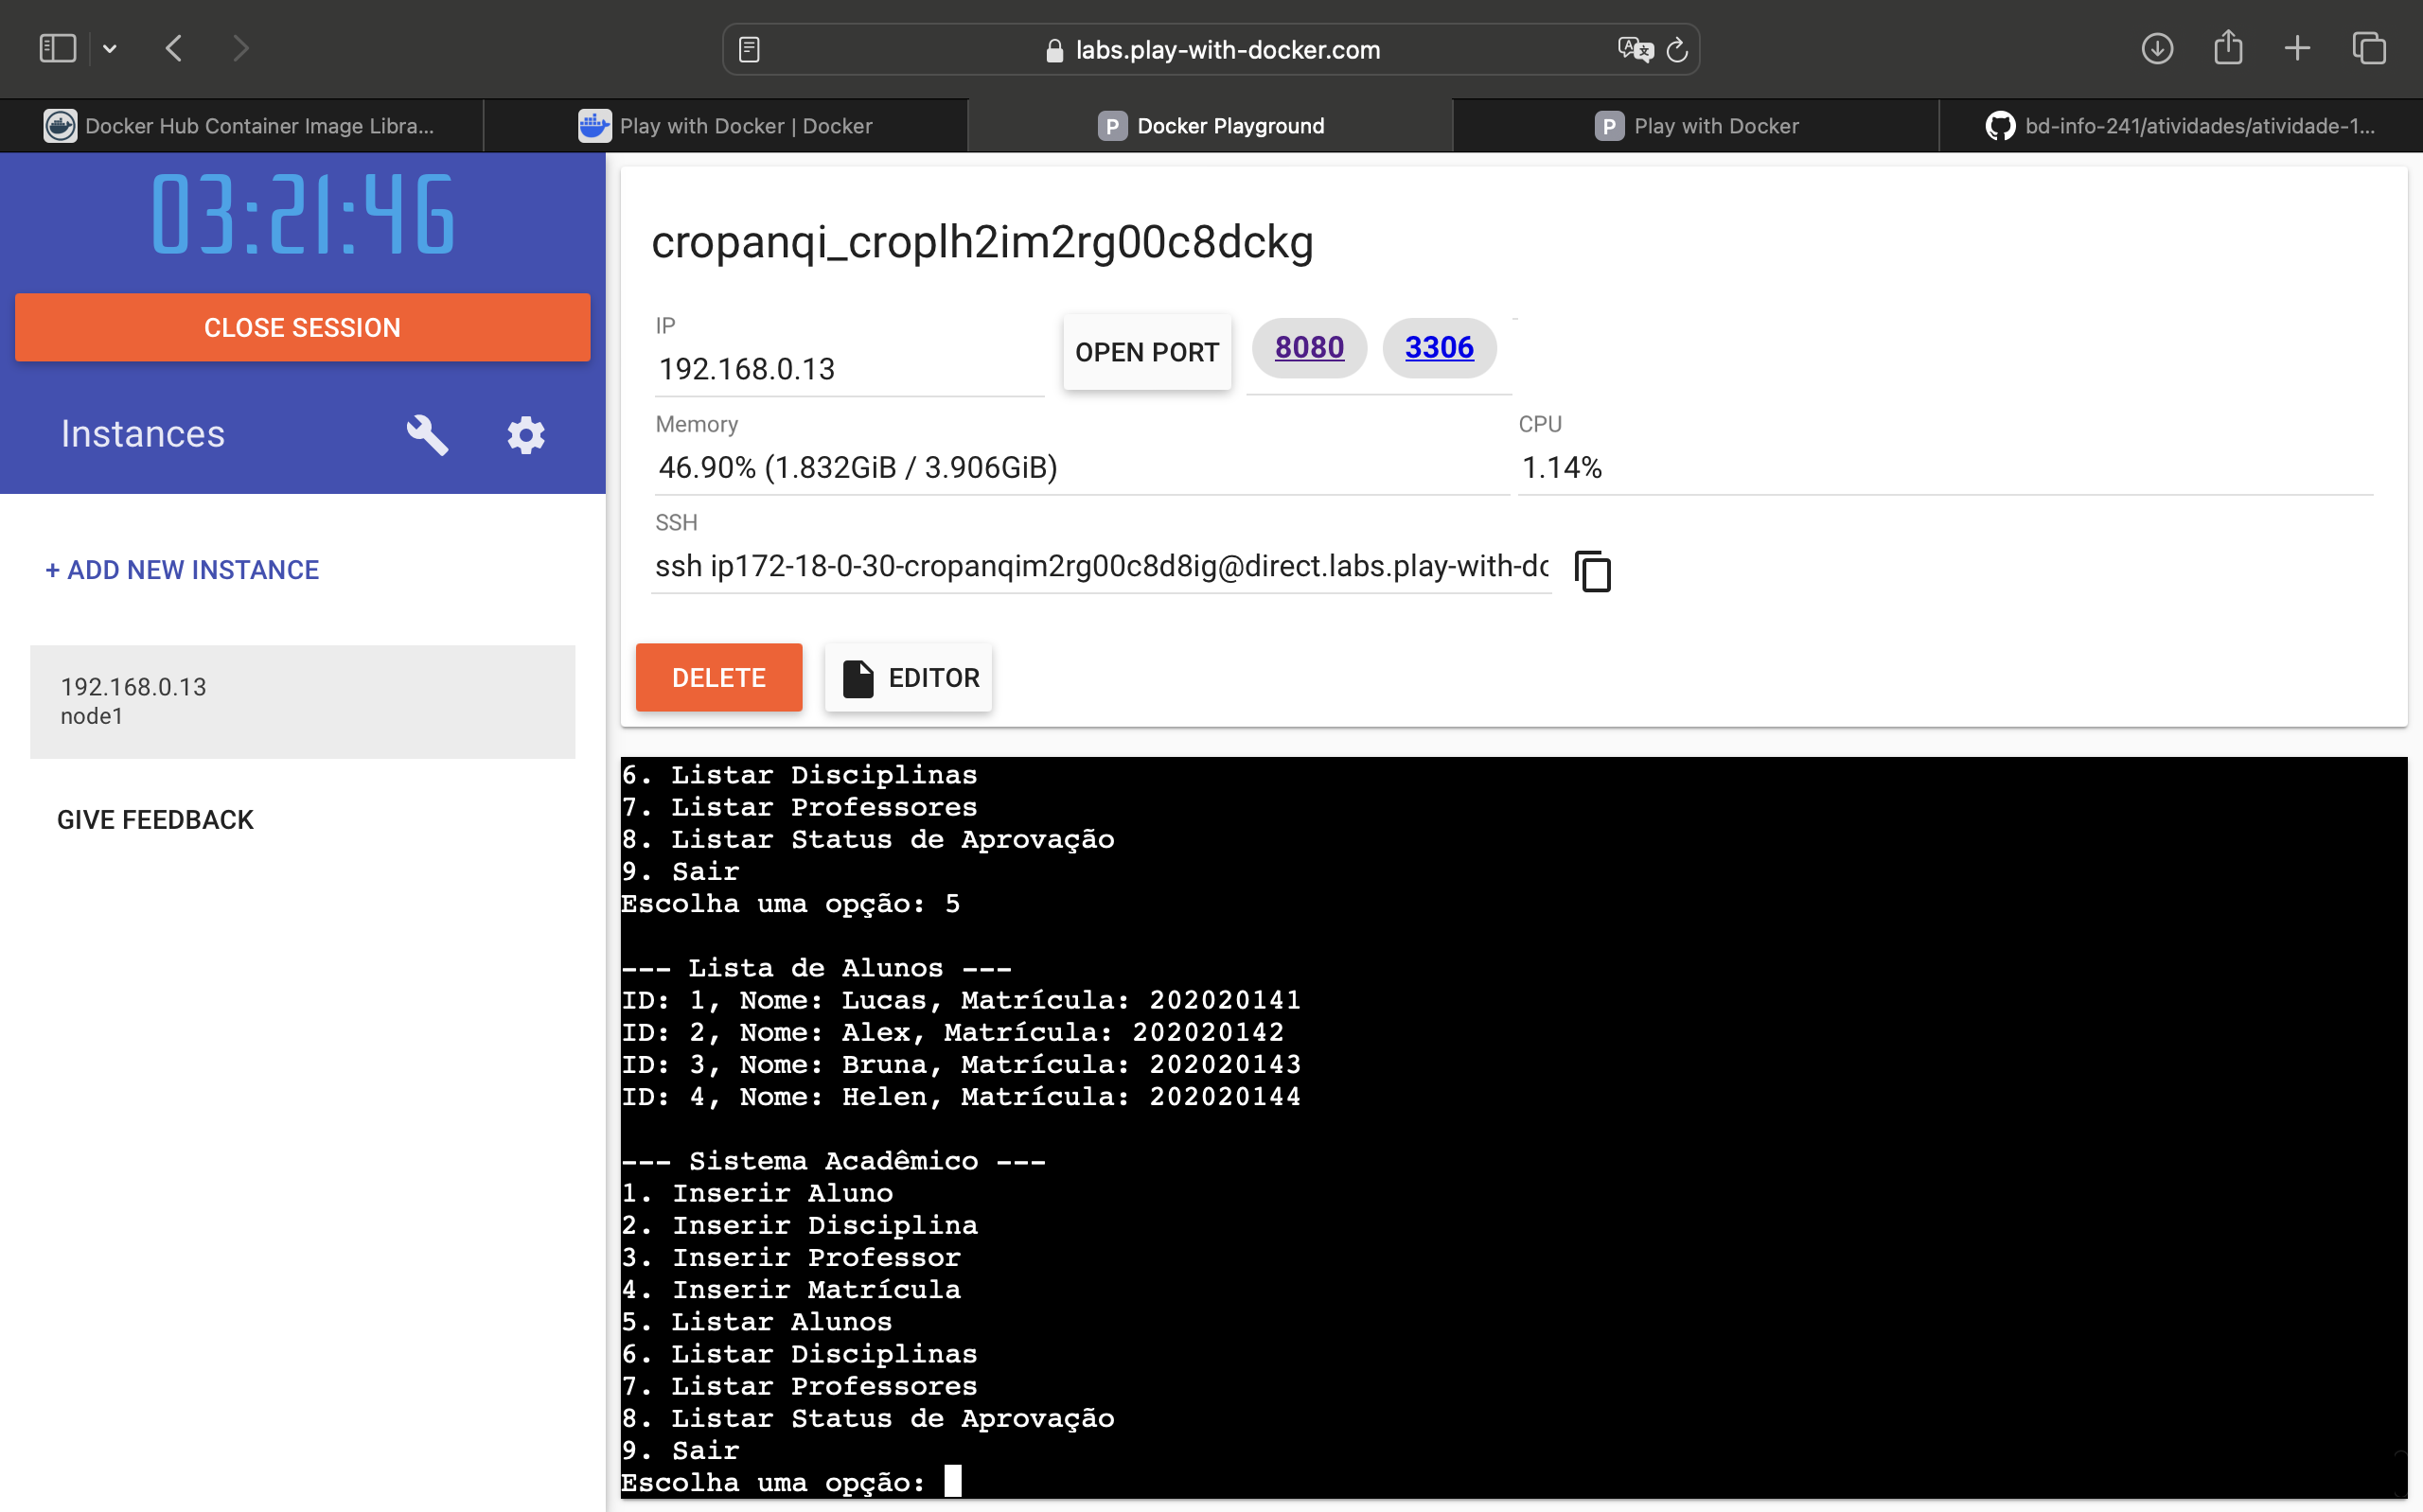 labs.play-with-docker.com
Docker Hub Container Image Libra...
Play with Docker | Docker
P Docker Playground
P Play with Docker
bd-info-241/atividades/atividade-1...
03:21:46
CLOSE SESSION
Instances
+ ADD NEW INSTANCE
192.168.0.13
node1
GIVE FEEDBACK
cropanqi_croplh2im2rg00c8dckg
IP
192.168.0.13
OPEN PORT
8080
3306
Memory
46.90% (1.832GiB / 3.906GiB)
CPU
1.14%
SSH
ssh ip172-18-0-30-cropanqim2rg00c8d8ig@direct.labs.play-with-dc
DELETE
EDITOR
6. Listar Disciplinas
7. Listar Professores
8. Listar Status de Aprovação
9. Sair
Escolha uma opção: 5
--- Lista de Alunos ---
ID: 1, Nome: Lucas, Matrícula: 202020141
ID: 2, Nome: Alex, Matrícula: 202020142
ID: 3, Nome: Bruna, Matrícula: 202020143
ID: 4, Nome: Helen, Matrícula: 202020144
--- Sistema Acadêmico ---
1. Inserir Aluno
2. Inserir Disciplina
3. Inserir Professor
4. Inserir Matrícula
5. Listar Alunos
6. Listar Disciplinas
7. Listar Professores
8. Listar Status de Aprovação
9. Sair
Escolha uma opção: